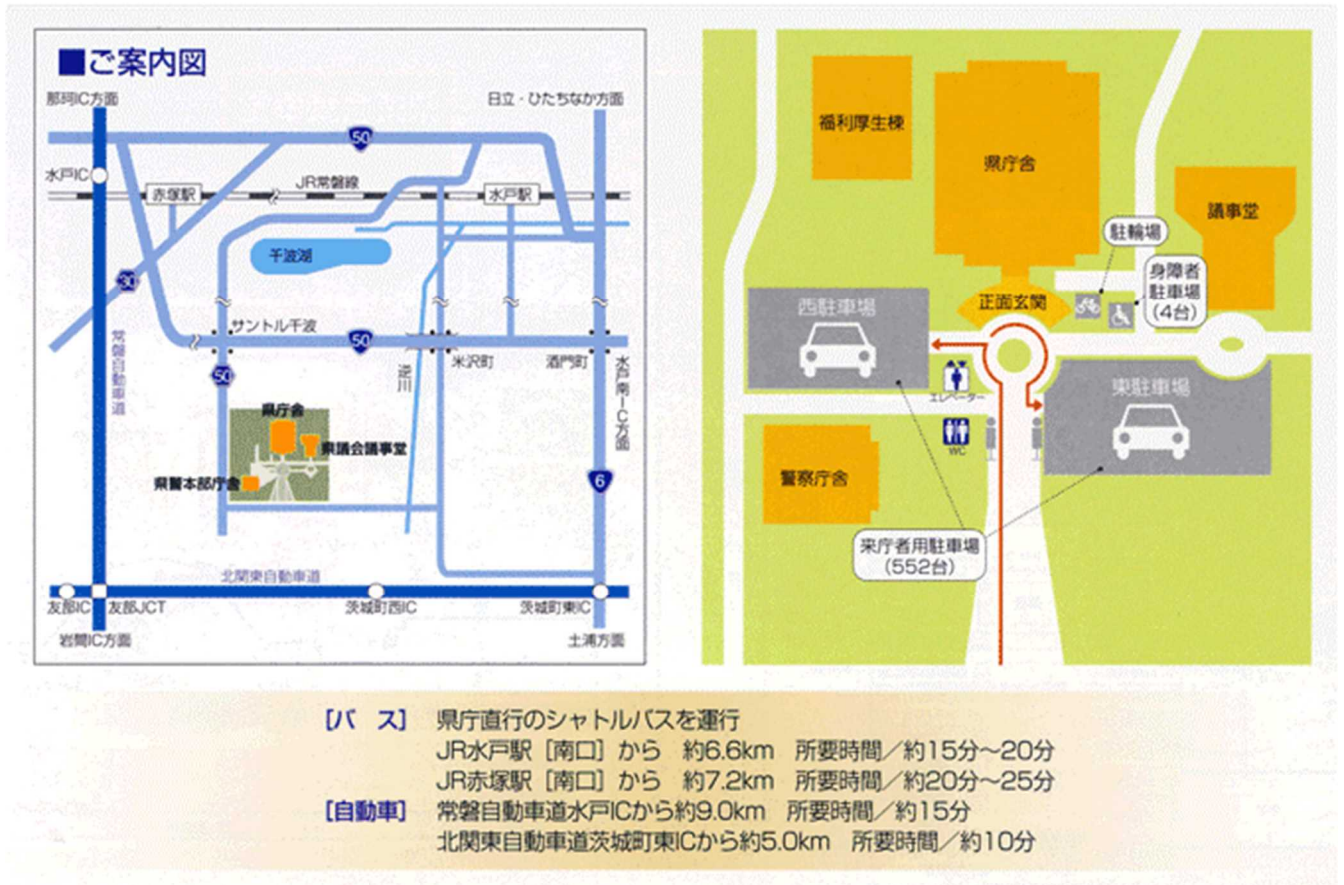 ■ご案内図
那珂IC方面
日立・ひたちなか方面
50
水戸IC
赤塚駅
JR常磐線
水戸駅
千波湖
30
サントル千波
50
米沢町
酒門町
常磐自動車道
逆川
水戸南IC方面
50
県庁舎
県議会議事堂
県警本部庁舎
6
北関東自動車道
友部IC
友部JCT
茨城町西IC
茨城町東IC
岩間IC方面
土浦方面
福利厚生棟
県庁舎
議事堂
駐輪場
身障者
駐車場
(4台)
正面玄関
西駐車場
東駐車場
エレベーター
WC
警察庁舎
来庁者用駐車場
(552台)
[バ　ス]　県庁直行のシャトルバスを運行
JR水戸駅［南口］から　約6.6km　所要時間／約15分～20分
JR赤塚駅［南口］から　約7.2km　所要時間／約20分～25分
[自動車]　常磐自動車道水戸ICから約9.0km　所要時間／約15分
北関東自動車道茨城町東ICから約5.0km　所要時間／約10分